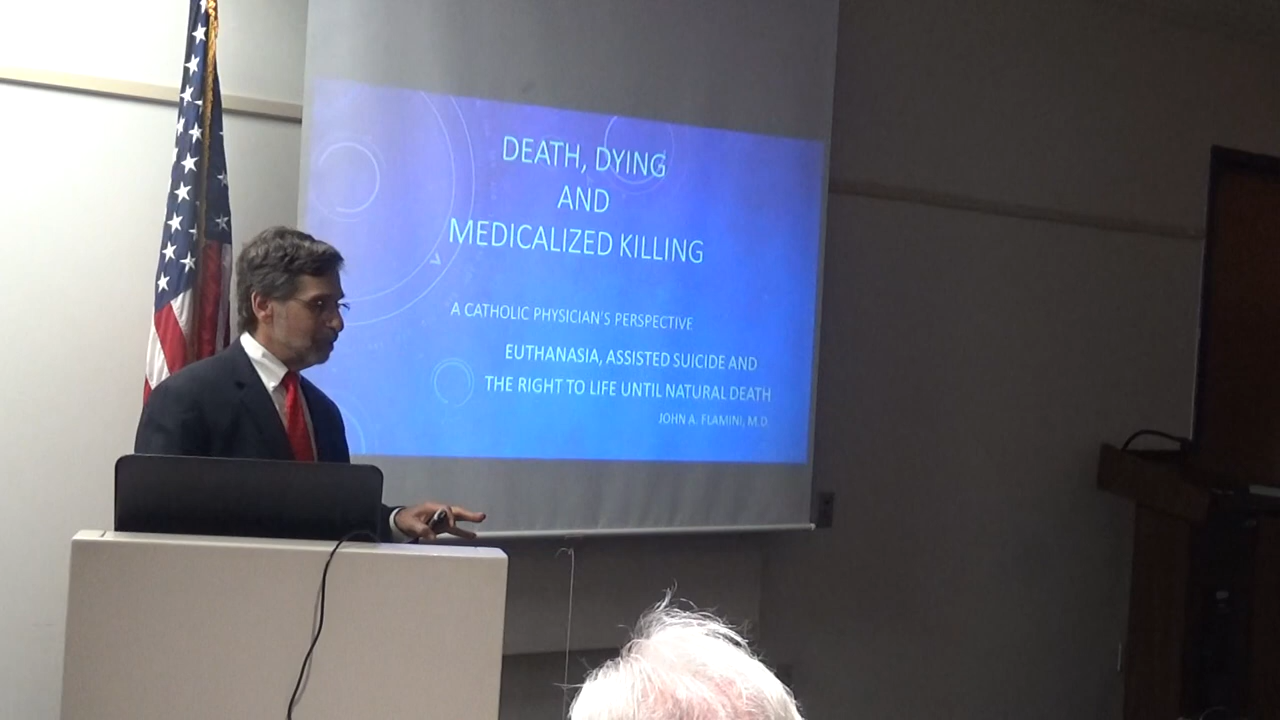 DEATH, DYING
AND
MEDICALIZED KILLING
A CATHOLIC PHYSICIAN'S PERSPECTIVE
EUTHANASIA, ASSISTED SUICIDE AND
THE RIGHT TO LIFE UNTIL NATURAL DEATH
JOHN A. FLAMINI, M.D.